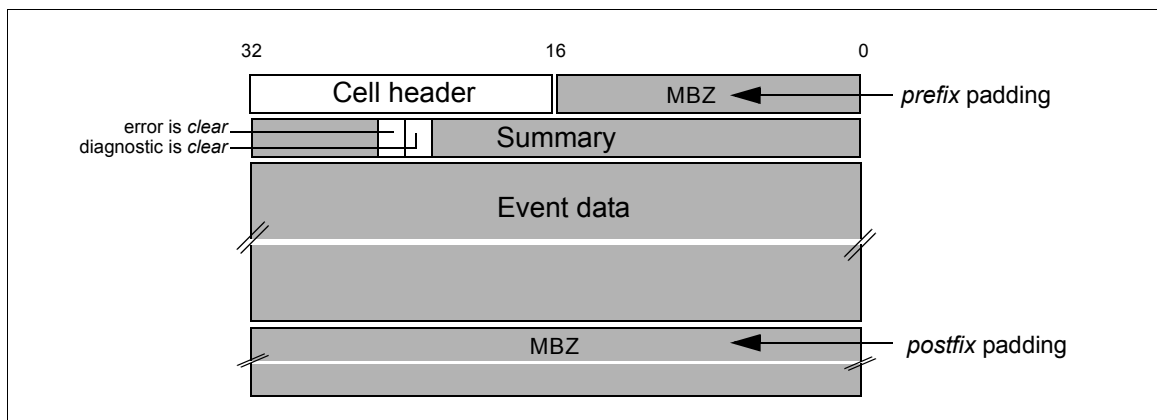 32 16 0
Cell header MBZ prefix padding
error is clear
diagnostic is clear
Summary
Event data
MBZ postfix padding